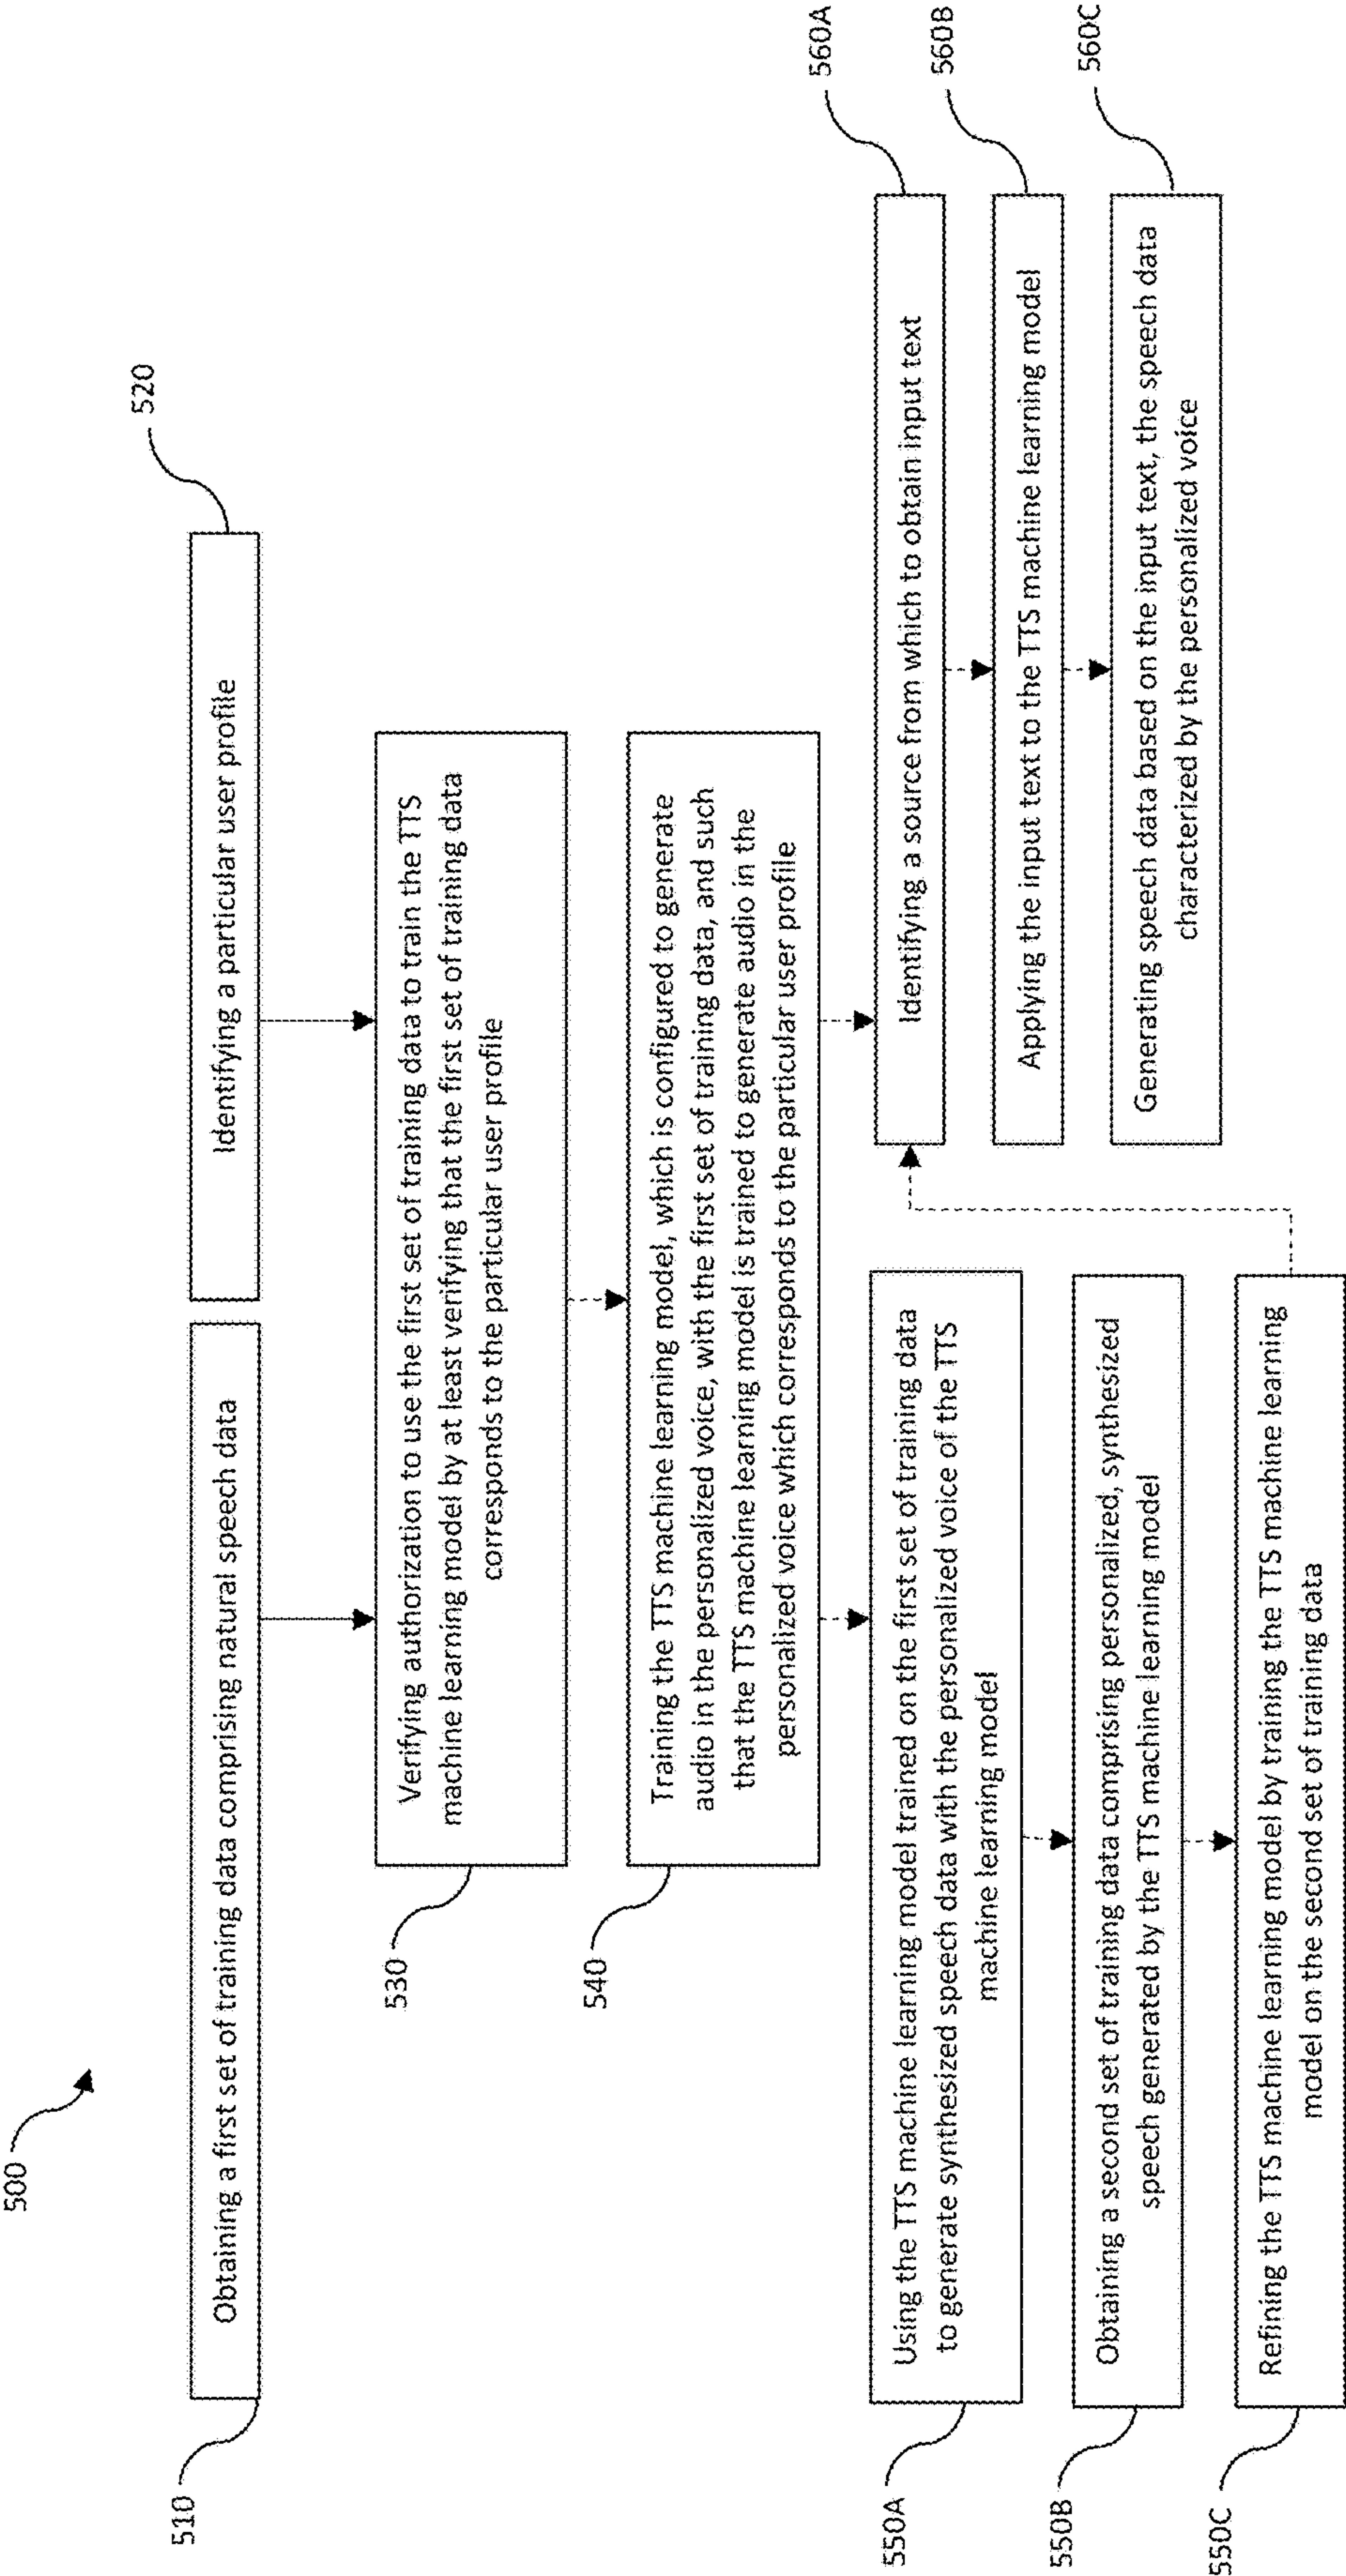 500
510
Obtaining a first set of training data comprising natural speech data
Identifying a particular user profile
520
Verifying authorization to use the first set of training data to train the TTS
machine learning model by at least verifying that the first set of training data
corresponds to the particular user profile
530
Training the TTS machine learning model, which is configured to generate
audio in the personalized voice, with the first set of training data, and such
that the TTS machine learning model is trained to generate audio in the
personalized voice which corresponds to the particular user profile
540
550A
Using the TTS machine learning model trained on the first set of training data
to generate synthesized speech data with the personalized voice of the TTS
machine learning model
550B
Obtaining a second set of training data comprising personalized, synthesized
speech generated by the TTS machine learning model
550C
Refining the TTS machine learning model by training the TTS machine learning
model on the second set of training data
Identifying a source from which to obtain input text
560A
Applying the input text to the TTS machine learning model
560B
Generating speech data based on the input text, the speech data
characterized by the personalized voice
560C